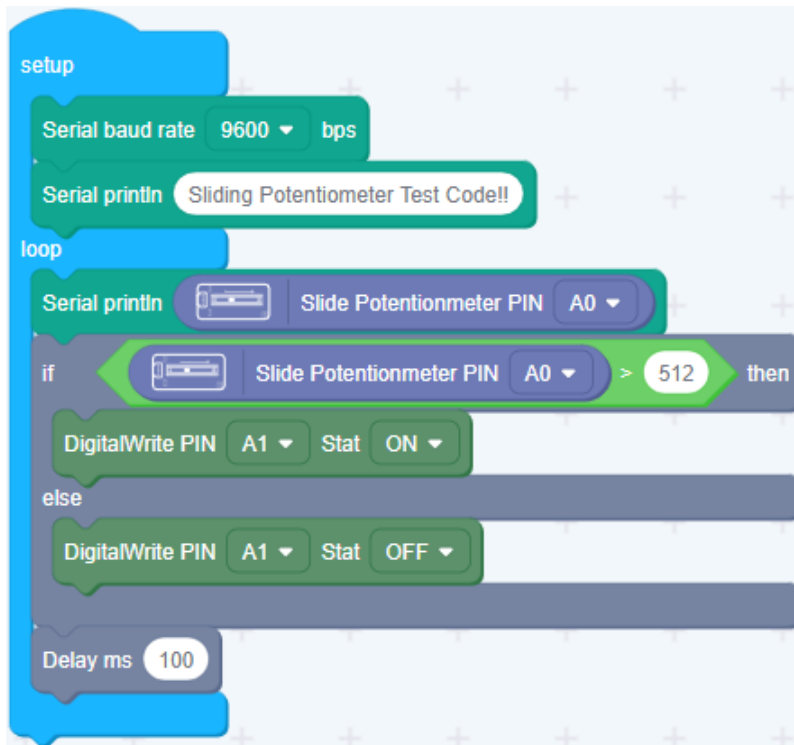 setup
Serial baud rate 9600 bps
Serial println Sliding Potentiometer Test Code!!
loop
Serial println Slide Potentionmeter PIN A0
if Slide Potentionmeter PIN A0 > 512 then
DigitalWrite PIN A1 Stat ON
else
DigitalWrite PIN A1 Stat OFF
Delay ms 100